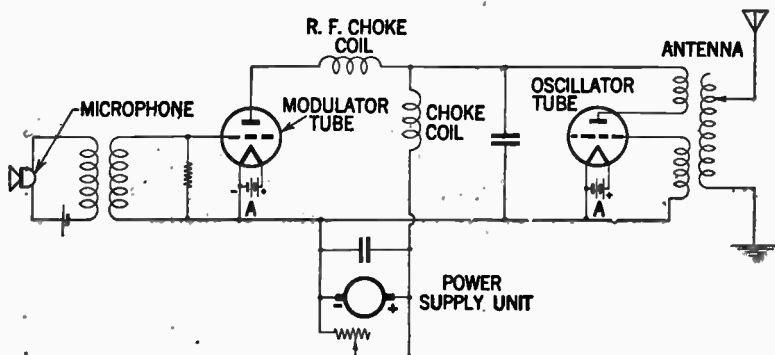 R. F. CHOKE
COIL
ANTENNA
MICROPHONE
MODULATOR
TUBE
CHOKE
COIL
OSCILLATOR
TUBE
- +
A
- +
A
POWER
SUPPLY UNIT
- +